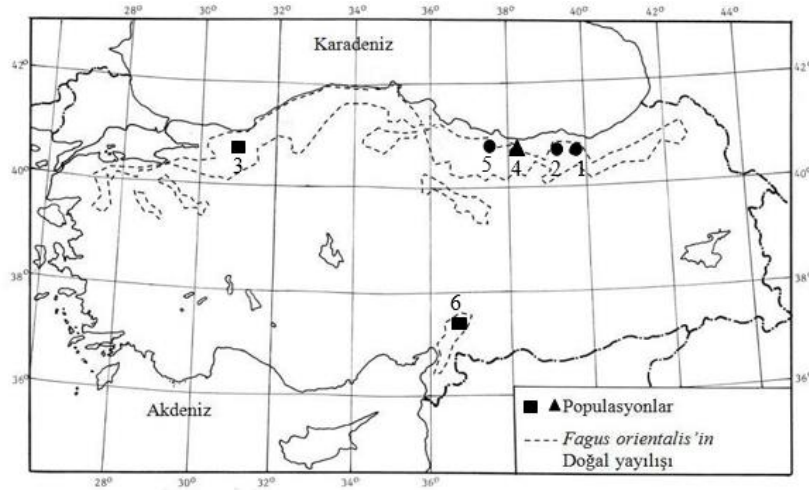 28° 30° 32° 34° 36° 38° 40° 42° 44°
Karadeniz
42° 42°
5 4 2 1
3
40° 40°
38° 38°
6
36° 36°
Akdeniz
■ ▲ Populasyonlar
Fagus orientalis’in
Doğal yayılışı
28° 30° 32° 34° 36°